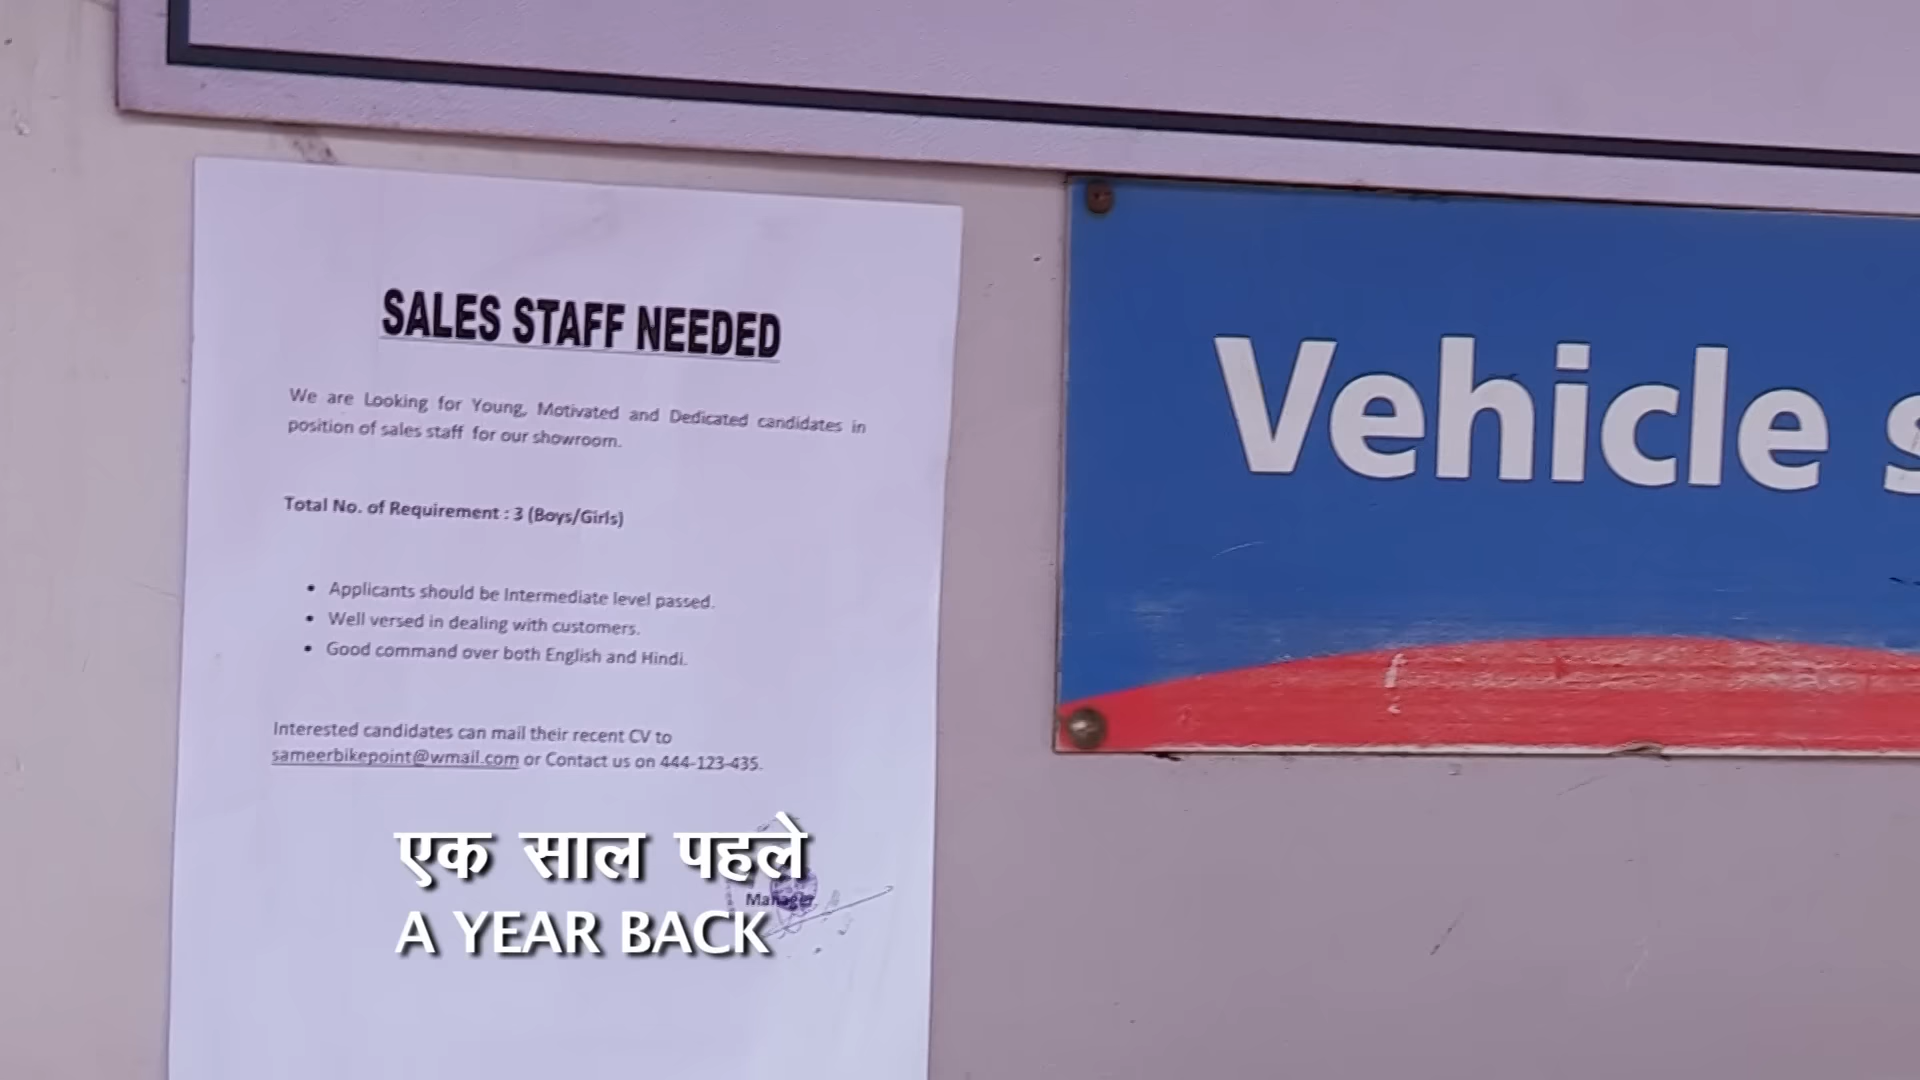 SALES STAFF NEEDED
We are Looking for Young, Motivated and Dedicated candidates in
position of sales staff for our showroom.
Total No. of Requirement : 3 (Boys/Girls)
• Applicants should be Intermediate level passed.
• Well versed in dealing with customers.
• Good command over both English and Hindi.
Interested candidates can mail their recent CV to
sameerbikepoint@wmail.com or Contact us on 444-123-435.
Manager
एक साल पहले
A YEAR BACK
Vehicle